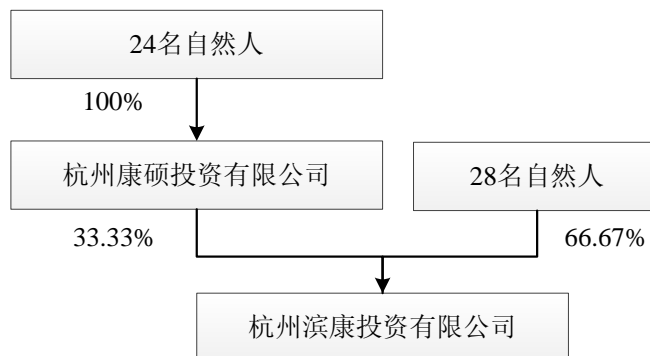 24名自然人
100%
杭州康硕投资有限公司
28名自然人
33.33%
66.67%
杭州滨康投资有限公司